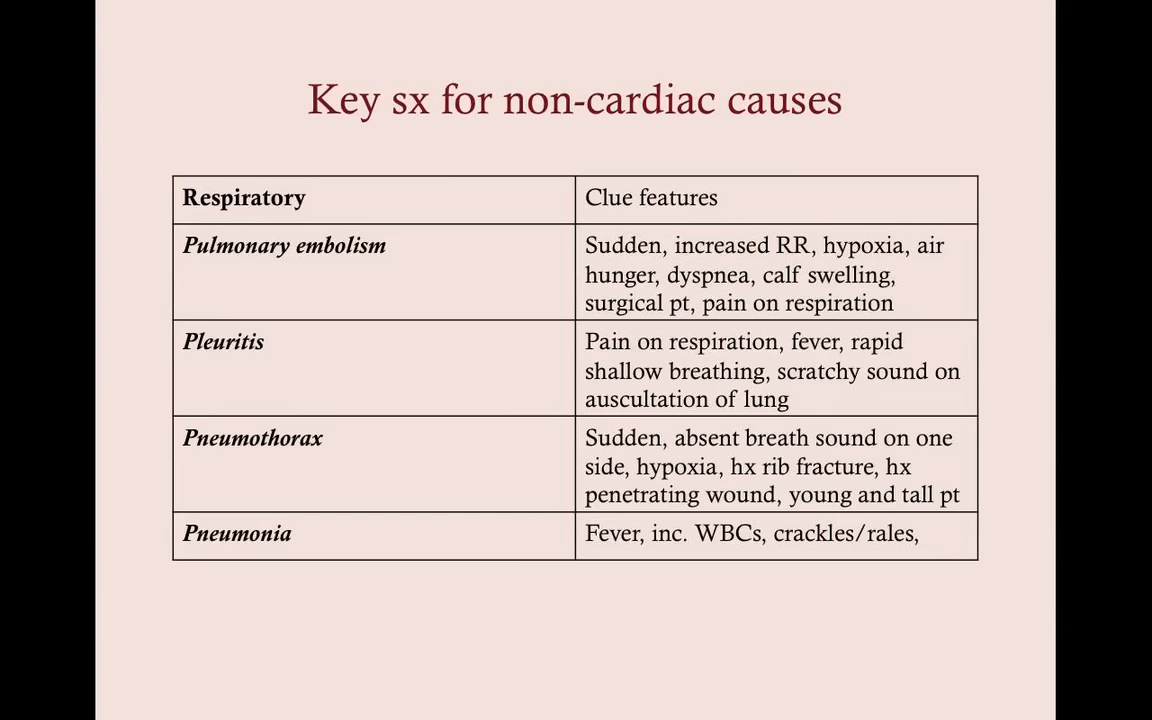 Key sx for non-cardiac causes
Respiratory
Clue features
Pulmonary embolism
Sudden, increased RR, hypoxia, air
hunger, dyspnea, calf swelling,
surgical pt, pain on respiration
Pleuritis
Pain on respiration, fever, rapid
shallow breathing, scratchy sound on
auscultation of lung
Pneumothorax
Sudden, absent breath sound on one
side, hypoxia, hx rib fracture, hx
penetrating wound, young and tall pt
Pneumonia
Fever, inc. WBCs, crackles/rales,